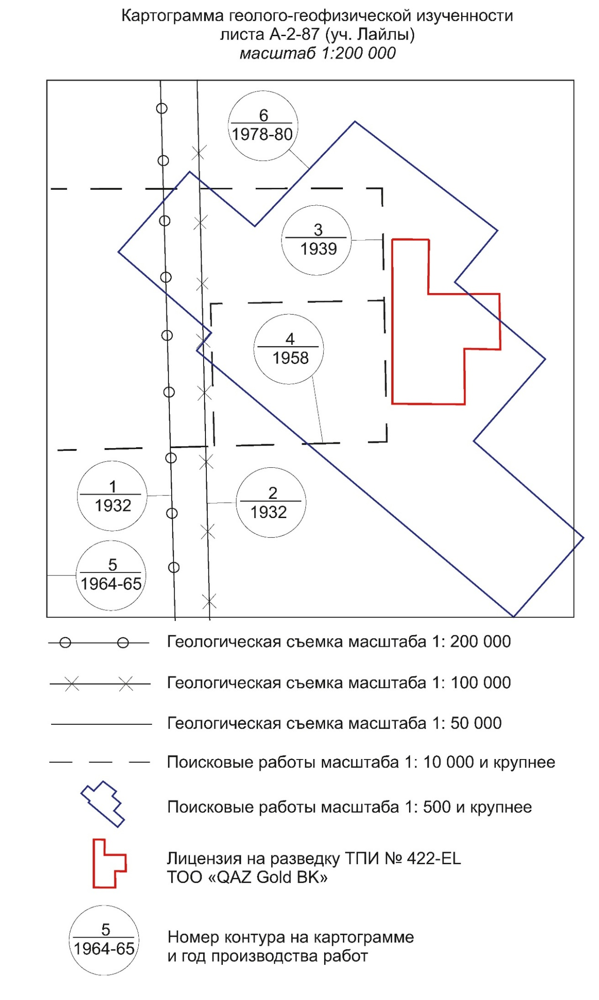 Картограмма геолого-геофизической изученности
листа А-2-87 (уч. Лайлы)
масштаб 1:200 000
6
1978-80
3
1939
4
1958
1
1932
2
1932
5
1964-65
Геологическая съемка масштаба 1: 200 000
Геологическая съемка масштаба 1: 100 000
Геологическая съемка масштаба 1: 50 000
Поисковые работы масштаба 1: 10 000 и крупнее
Поисковые работы масштаба 1: 500 и крупнее
Лицензия на разведку ТПИ № 422-EL
ТОО «QAZ Gold BK»
5
1964-65
Номер контура на картограмме
и год производства работ